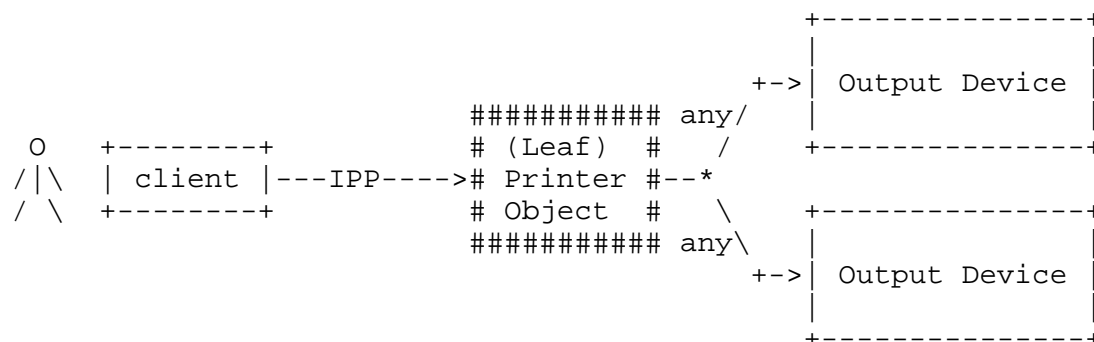 Output Device
any
(Leaf)
client
IPP
Printer
Object
any
Output Device